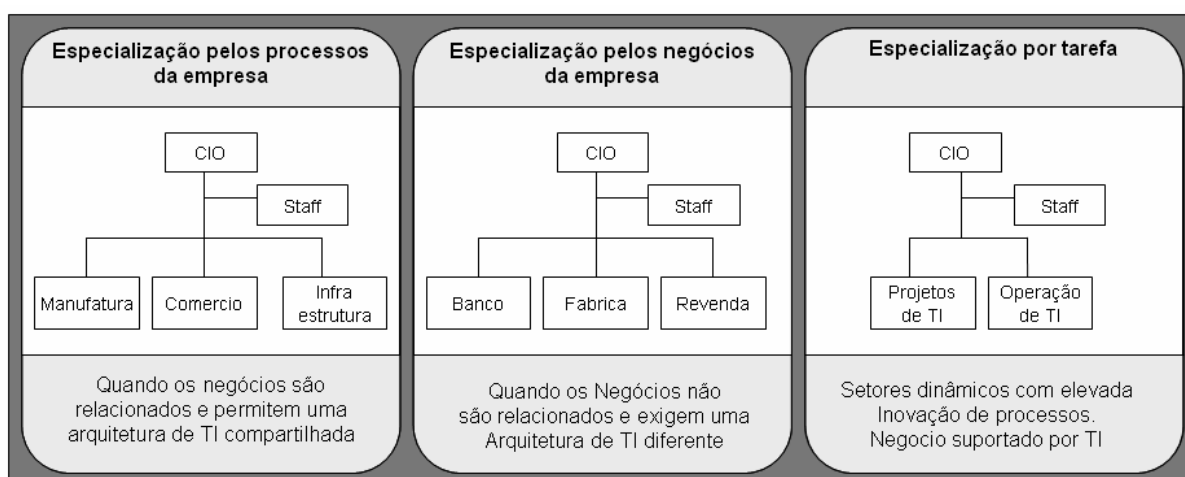 Especialização pelos processos
da empresa
CIO
Staff
Manufatura
Comercio
Infra
estrutura
Quando os negócios são
relacionados e permitem uma
arquitetura de TI compartilhada
Especialização pelos negócios
da empresa
CIO
Staff
Banco
Fabrica
Revenda
Quando os Negócios não
são relacionados e exigem uma
Arquitetura de TI diferente
Especialização por tarefa
CIO
Staff
Projetos
de TI
Operação
de TI
Setores dinâmicos com elevada
Inovação de processos.
Negocio suportado por TI